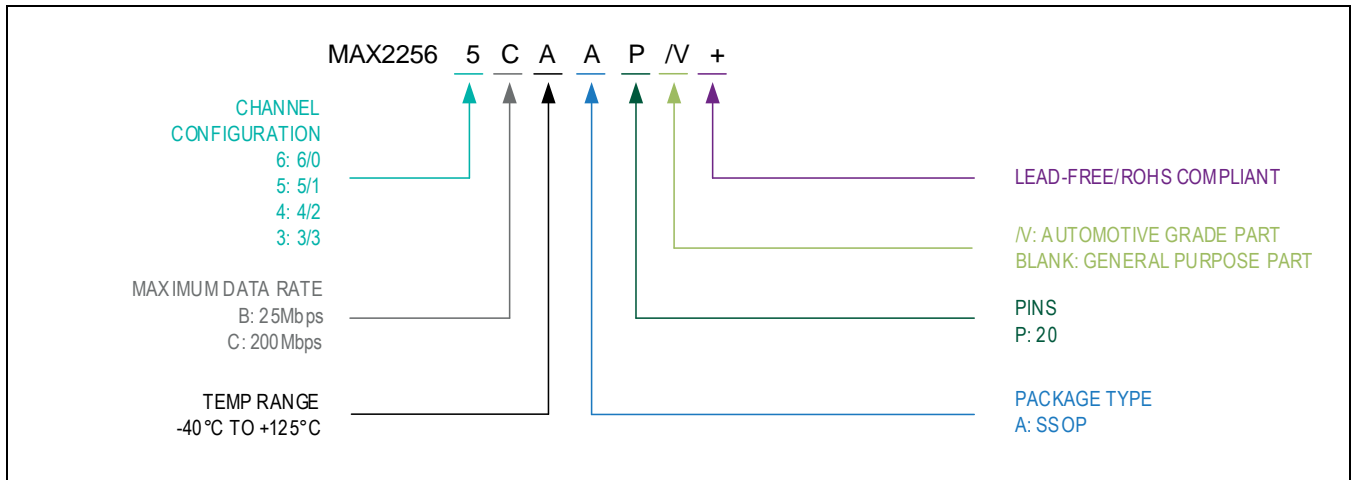 MAX2256 5 C A A P /V +
CHANNEL
CONFIGURATION
6: 6/0
5: 5/1
4: 4/2
3: 3/3
MAXIMUM DATA RATE
B: 25Mbps
C: 200Mbps
TEMP RANGE
-40°C TO +125°C
LEAD-FREE/ROHS COMPLIANT
/V: AUTOMOTIVE GRADE PART
BLANK: GENERAL PURPOSE PART
PINS
P: 20
PACKAGE TYPE
A: SSOP